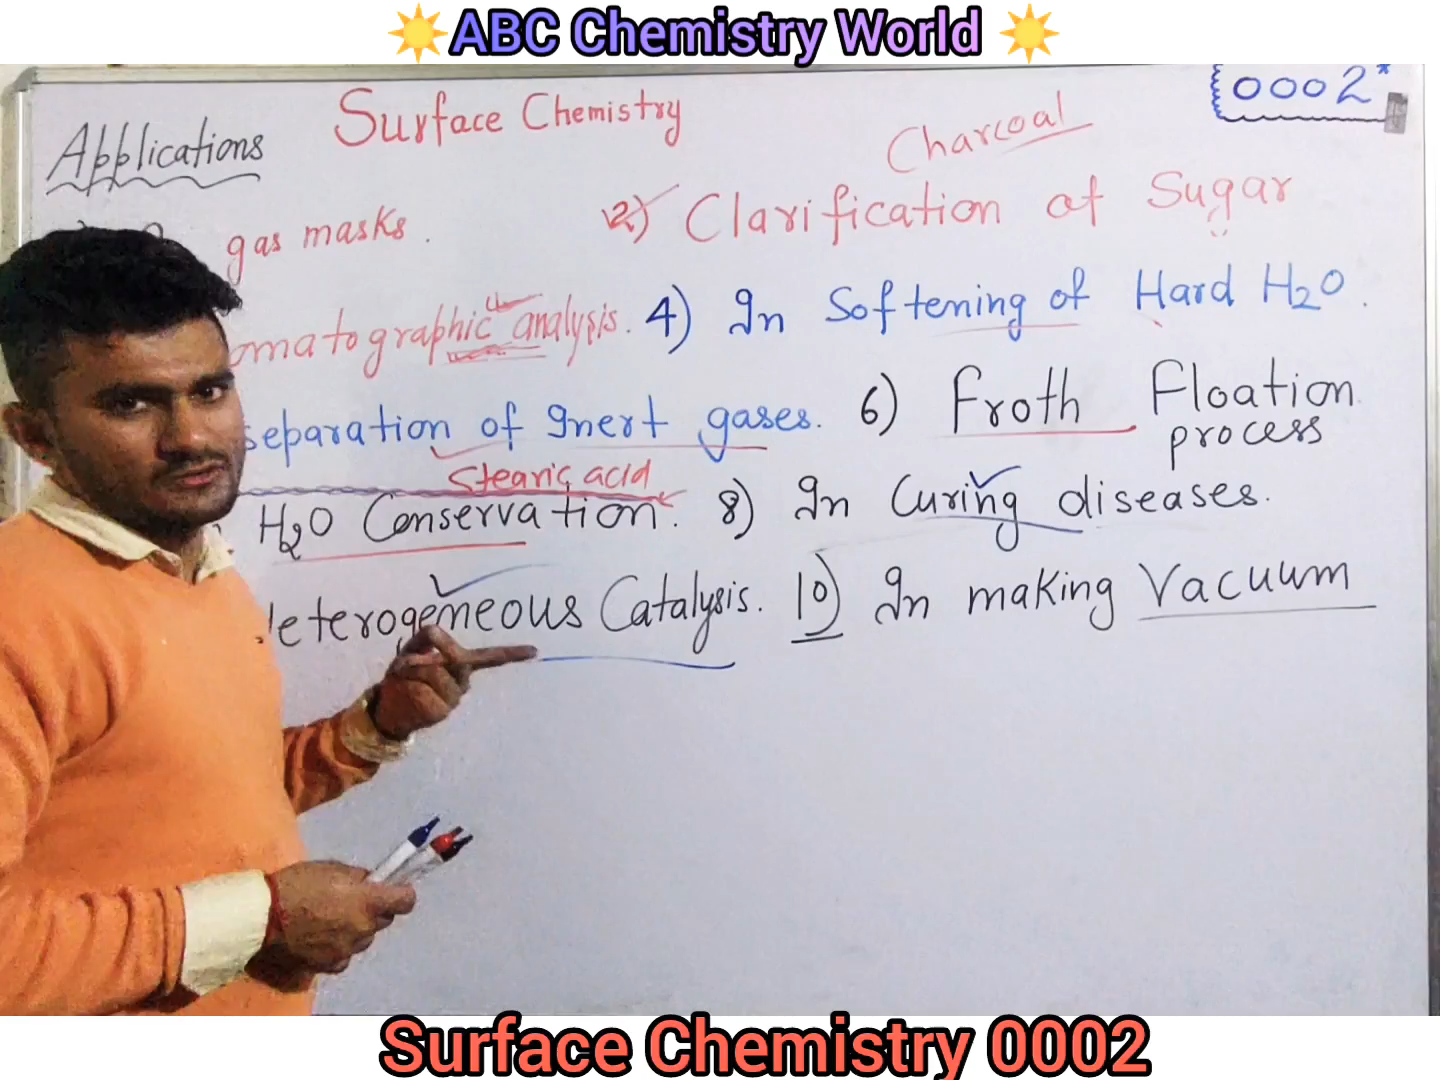 ABC Chemistry World
Surface Chemistry
0002*
Applications
Charcoal
gas masks.
2) Clarification of Sugar
omatographic analysis. 4) In Softening of Hard H2O.
separation of Inert gases. 6) Froth Floation process
Stearic acid
H2O Conservation. 8) In Curing diseases.
eterogeneous Catalysis. 10) In making Vacuum
Surface Chemistry 0002